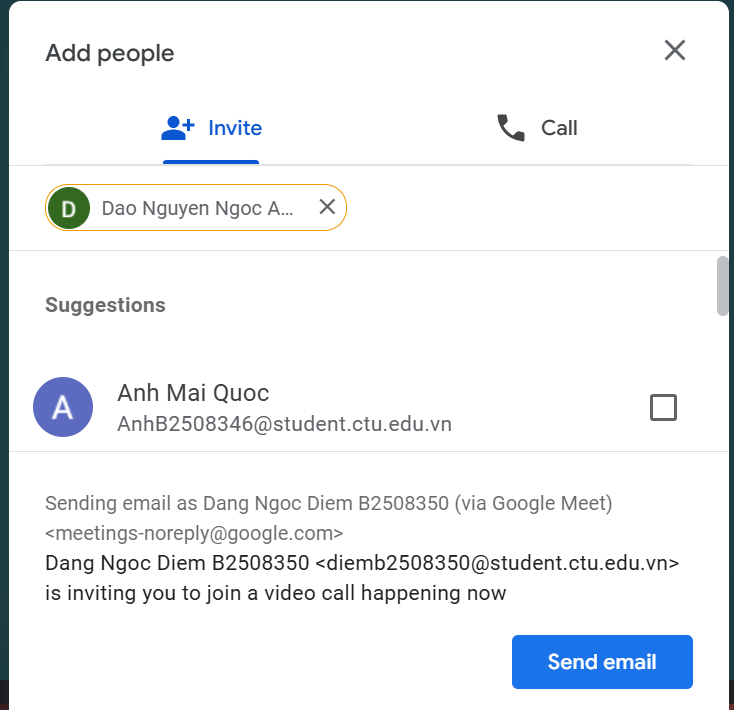 Add people
Invite
Call
D
Dao Nguyen Ngoc A...
Suggestions
A
Anh Mai Quoc
AnhB2508346@student.ctu.edu.vn
Sending email as Dang Ngoc Diem B2508350 (via Google Meet)
<meetings-noreply@google.com>
Dang Ngoc Diem B2508350 <diemb2508350@student.ctu.edu.vn>
is inviting you to join a video call happening now
Send email